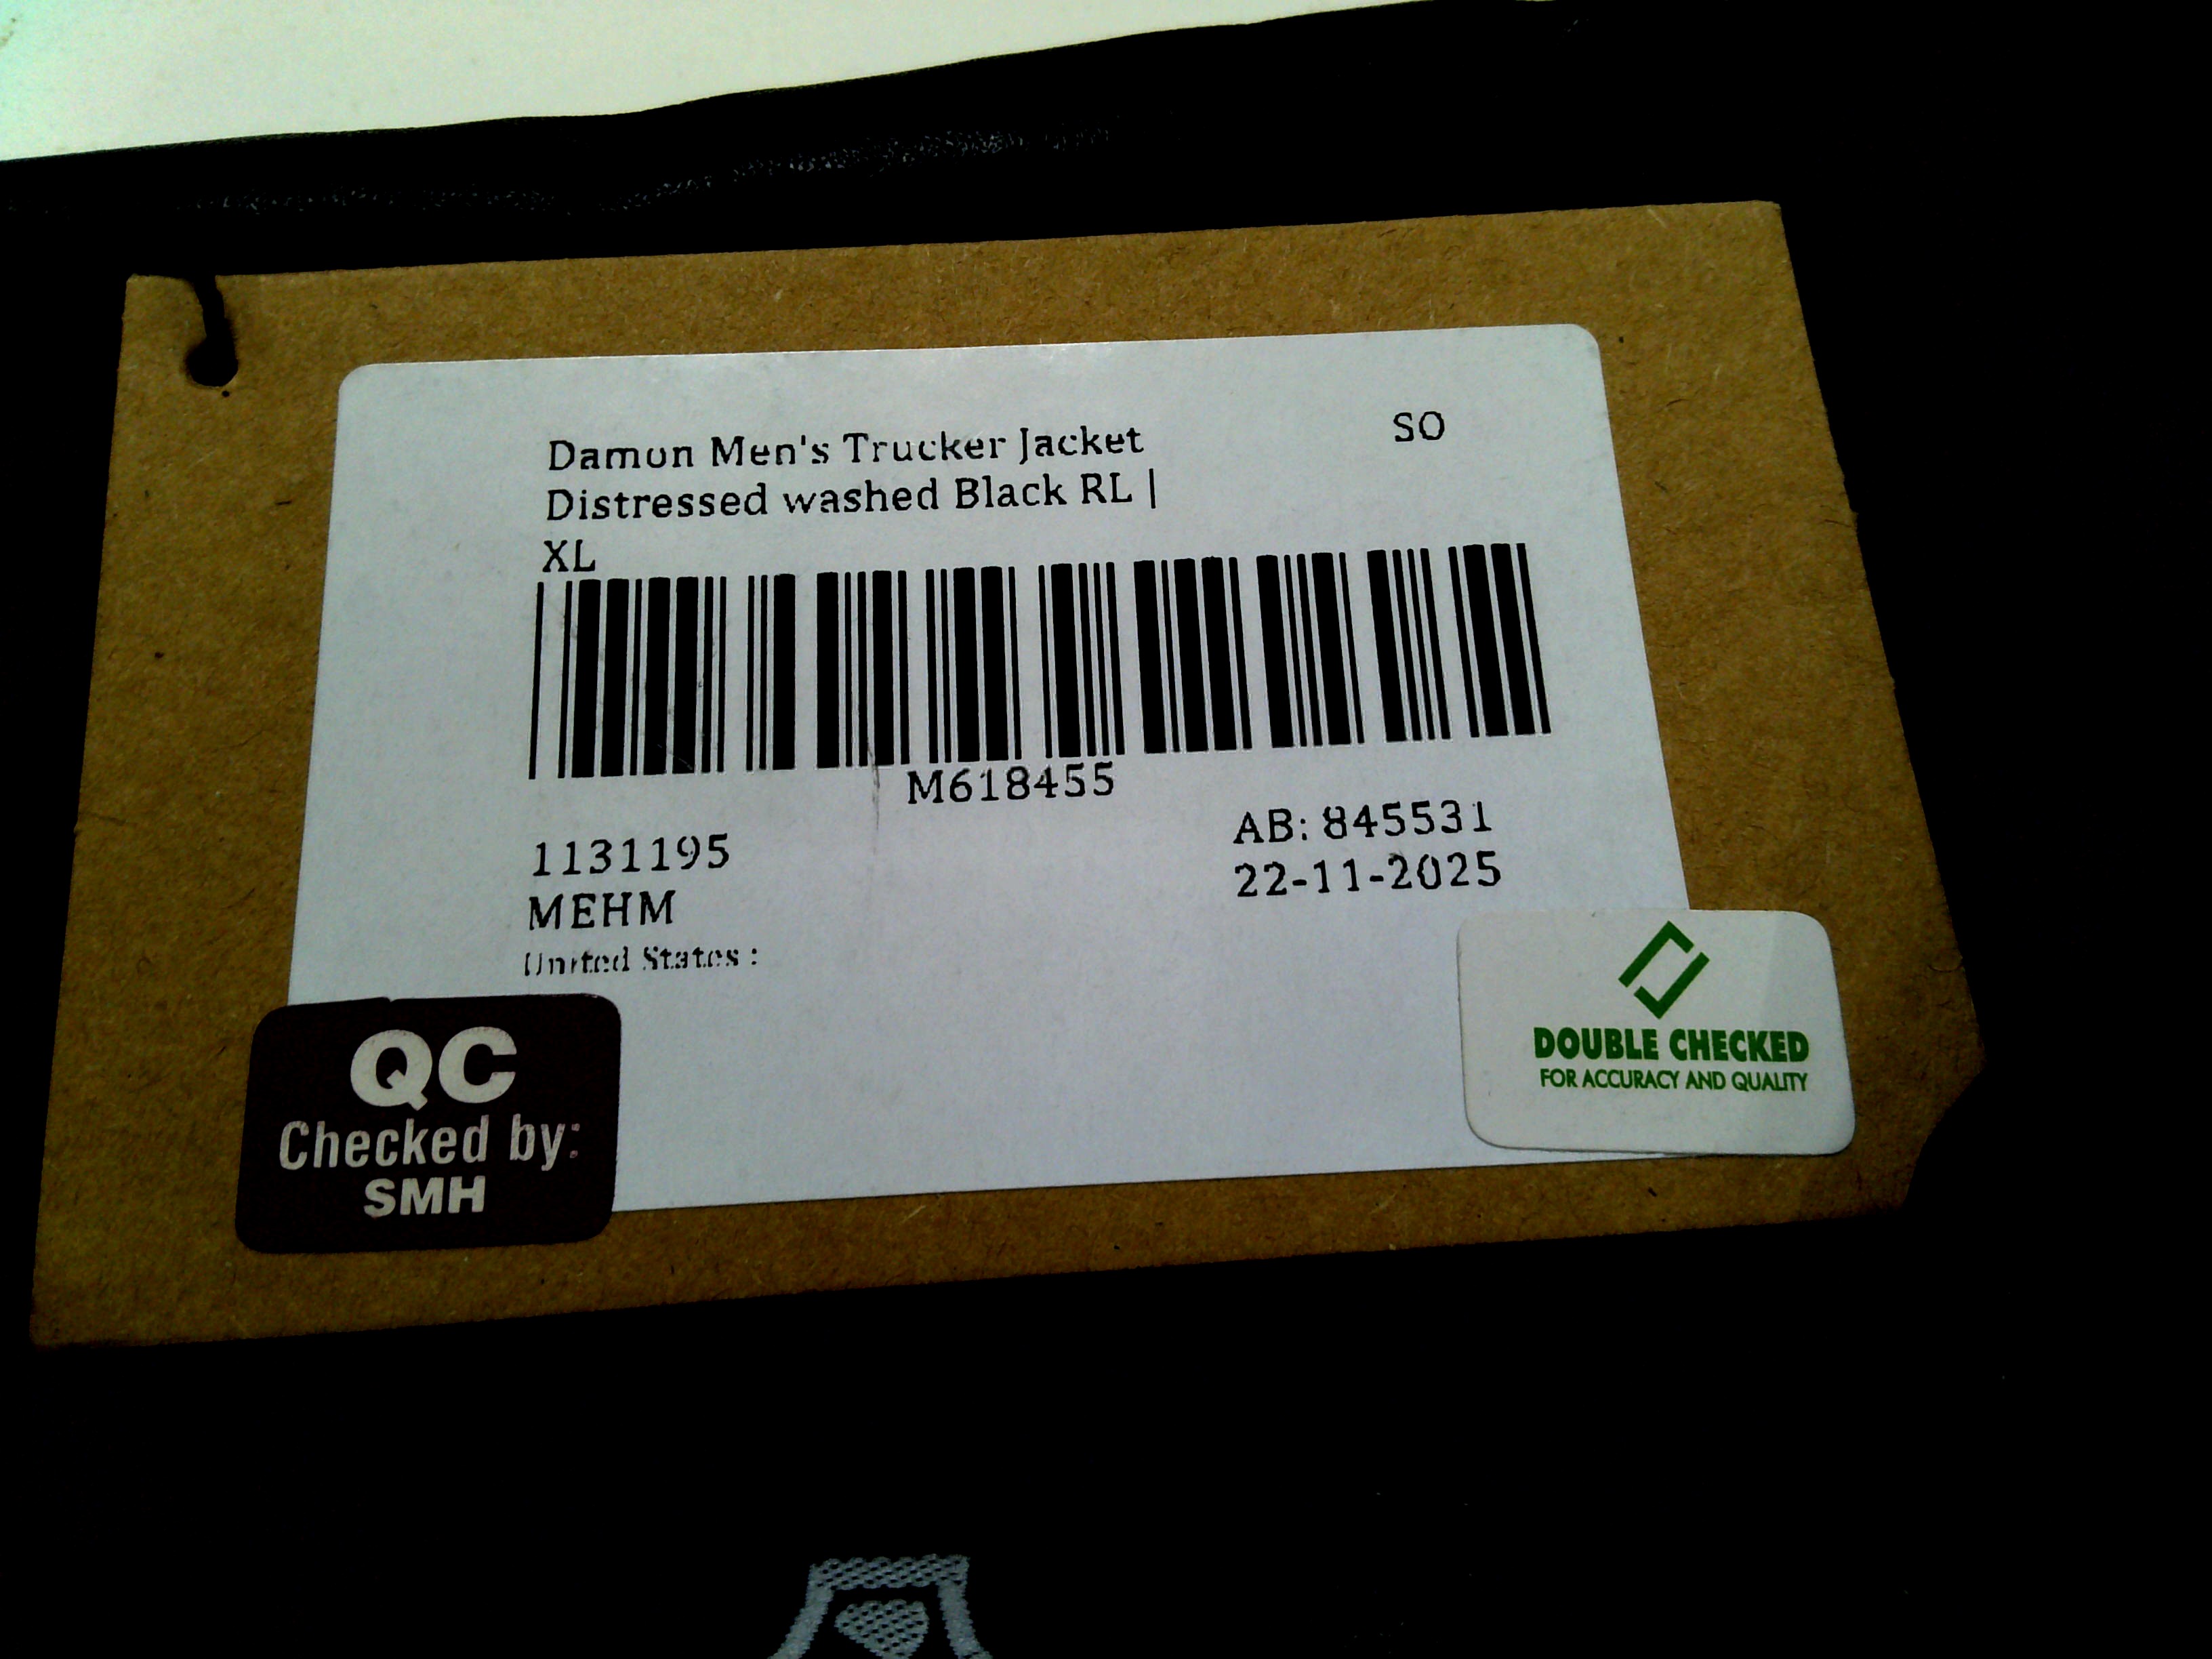 Damon Men's Trucker Jacket
SO
Distressed washed Black RL |
XL
M618455
1131195
AB: 845531
MEHM
22-11-2025
United States :
QC
Checked by:
SMH
DOUBLE CHECKED
FOR ACCURACY AND QUALITY